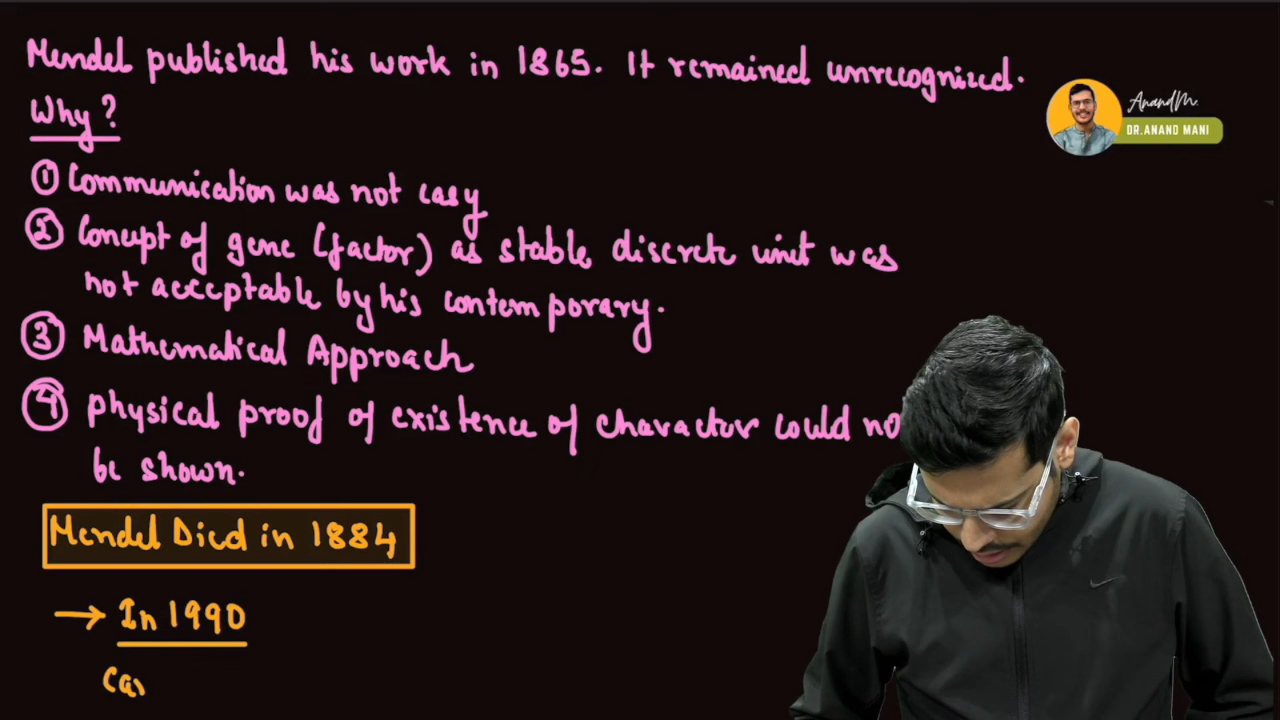 Mendel published his work in 1865. It remained unrecognized.
Why?
① Communication was not easy
② Concept of gene (factor) as stable, discrete unit was
not acceptable by his contemporary.
③ Mathematical Approach
④ physical proof of existence of character could no
be shown.
Mendel Died in 1884
→ In 1990
Car
AnandM.
DR.ANAND MANI